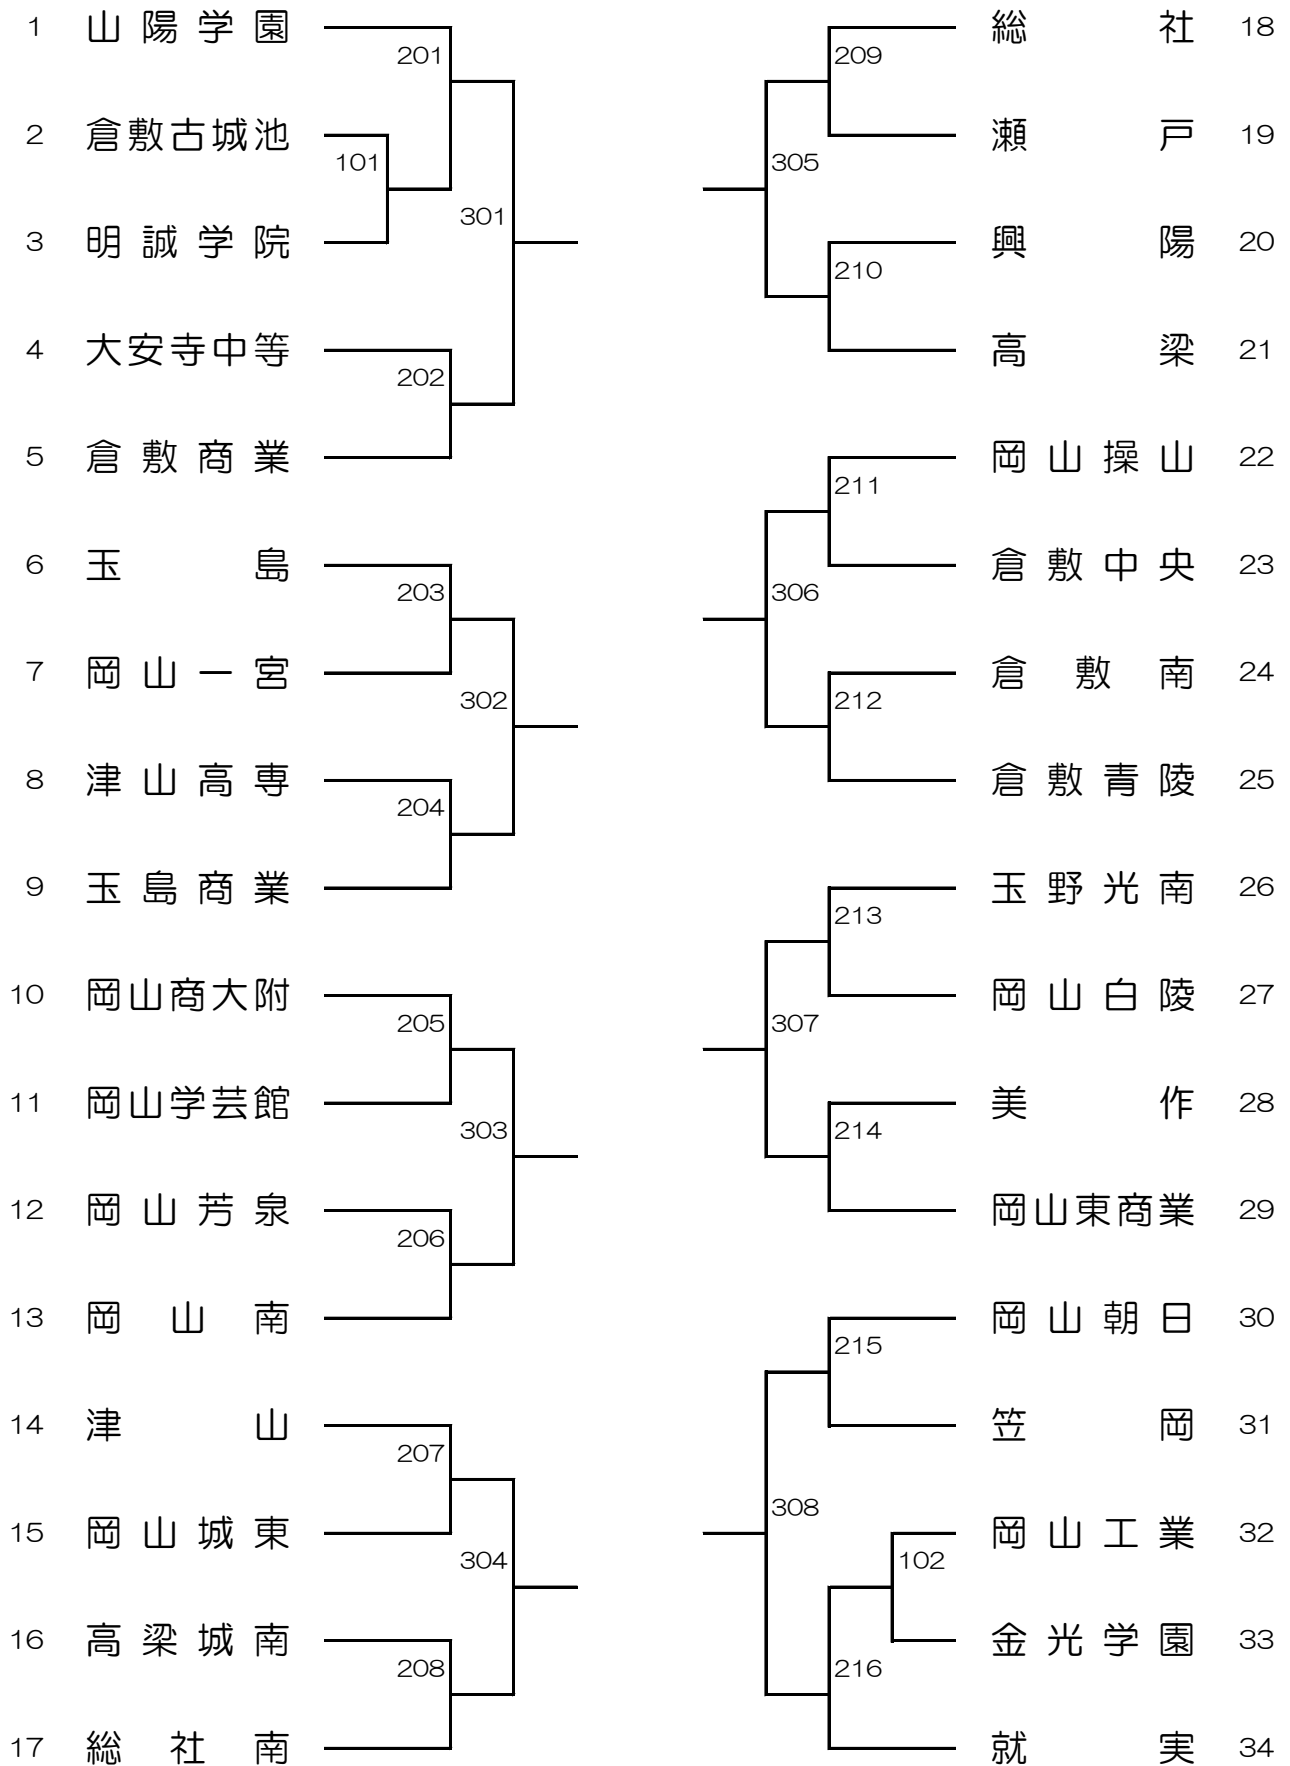 1 山陽学園
201
2 倉敷古城池
101
3 明誠学院
301
4 大安寺中等
202
5 倉敷商業
6 玉島
203
7 岡山一宮
302
8 津山高専
204
9 玉島商業
10 岡山商大附
205
11 岡山学芸館
303
12 岡山芳泉
206
13 岡山南
14 津山
207
15 岡山城東
304
16 高梁城南
208
17 総社南
総社 18
209
瀬戸 19
305
興陽 20
210
高梁 21
岡山操山 22
211
倉敷中央 23
306
倉敷南 24
212
倉敷青陵 25
玉野光南 26
213
岡山白陵 27
307
美作 28
214
岡山東商業 29
岡山朝日 30
215
笠岡 31
308
岡山工業 32
102
金光学園 33
216
就実 34